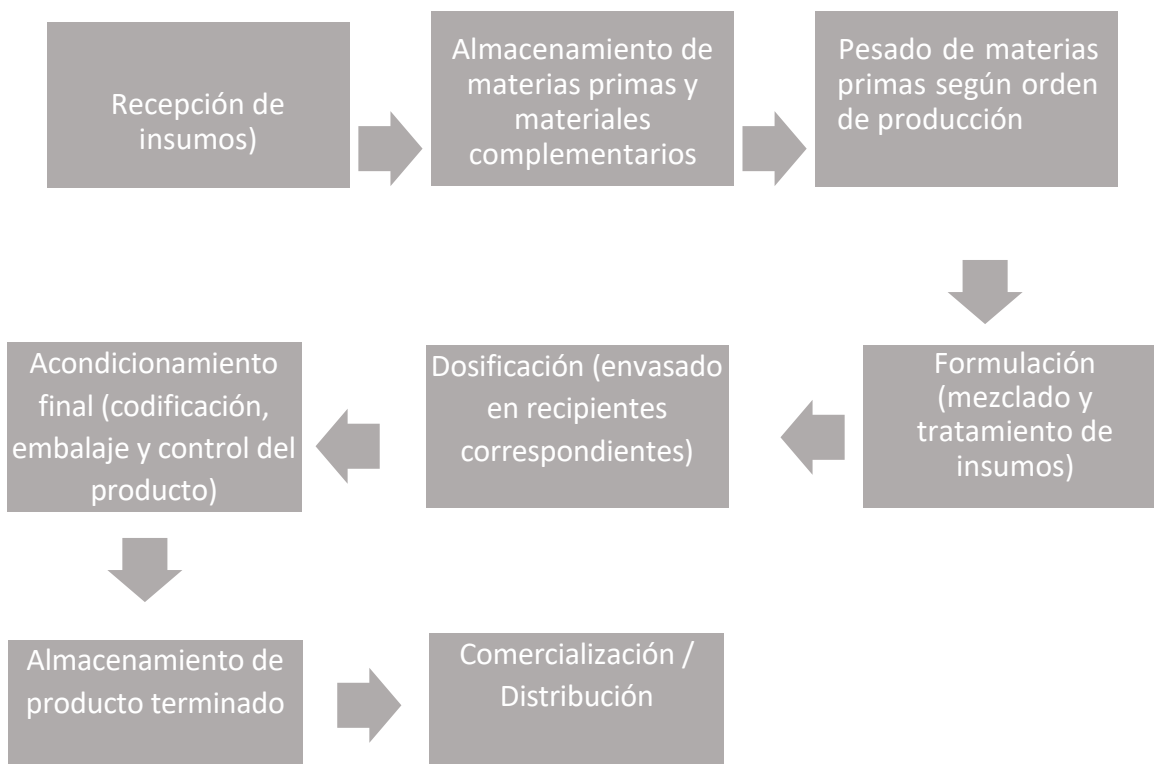 Recepción de
insumos)
Almacenamiento de
materias primas y
materiales
complementarios
Pesado de materias
primas según orden
de producción
Formulación
(mezclado y
tratamiento de
insumos)
Dosificación (envasado
en recipientes
correspondientes)
Acondicionamiento
final (codificación,
embalaje y control del
producto)
Almacenamiento de
producto terminado
Comercialización /
Distribución